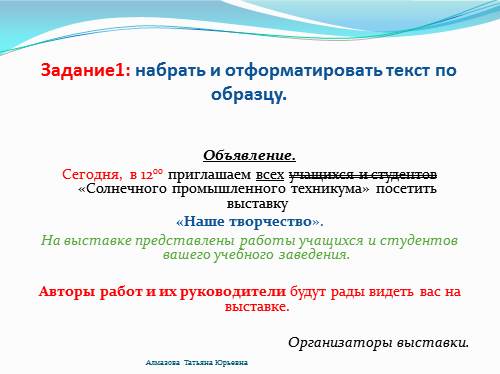 Задание1: набрать и отформатировать текст по
образцу.
Объявление.
Сегодня, в 12⁰⁰ приглашаем всех учащихся и студентов
«Солнечного промышленного техникума» посетить
выставку
«Наше творчество».
На выставке представлены работы учащихся и студентов
вашего учебного заведения.
Авторы работ и их руководители будут рады видеть вас на
выставке.
Организаторы выставки.
Алмазова Татьяна Юрьевна